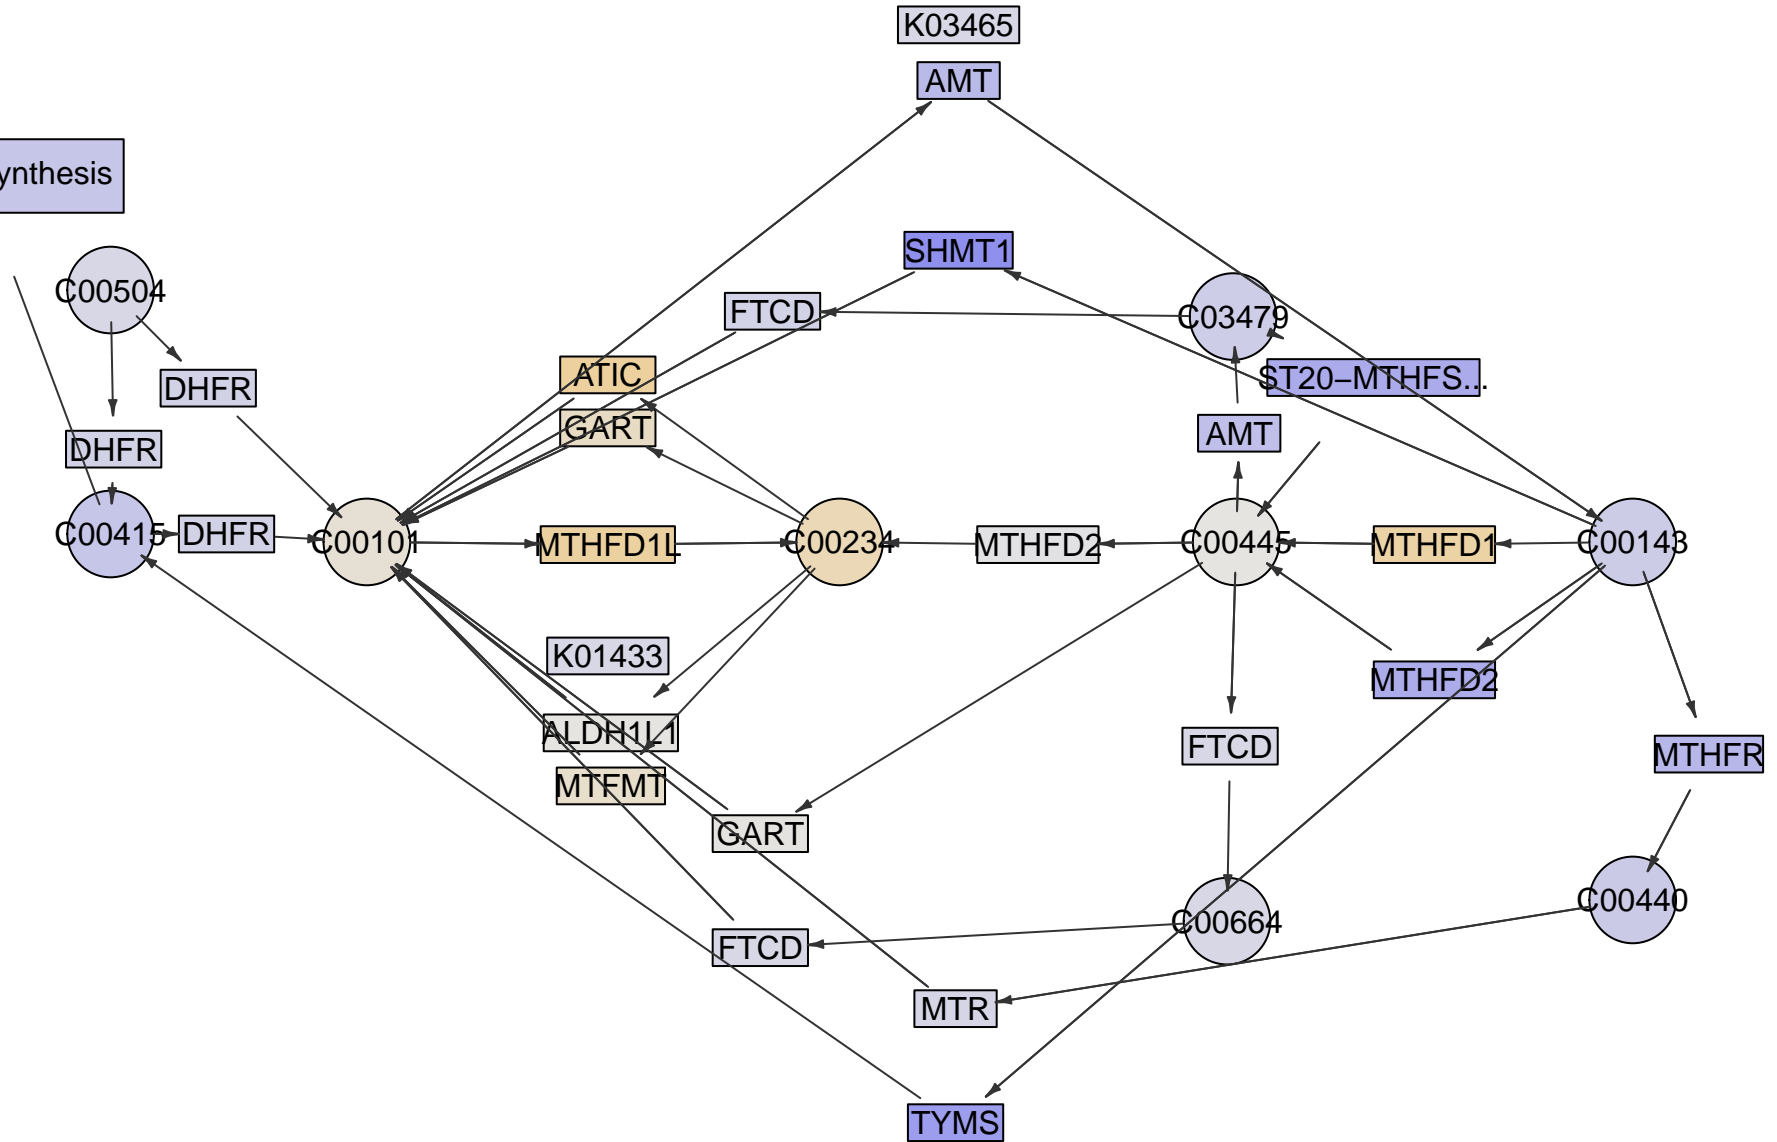 K03465
AMT
ynthesis
SHMT1
C00504
FTCD
C03479
ATIC
ST20−MTHFS...
DHFR
GART
AMT
DHFR
C00415
DHFR
C00101
MTHFD1L
C00234
MTHFD2
C00445
MTHFD1
C00143
K01433
MTHFD2
ALDH1L1
FTCD
MTHFR
MTFMT
GART
C00440
C00664
FTCD
MTR
TYMS